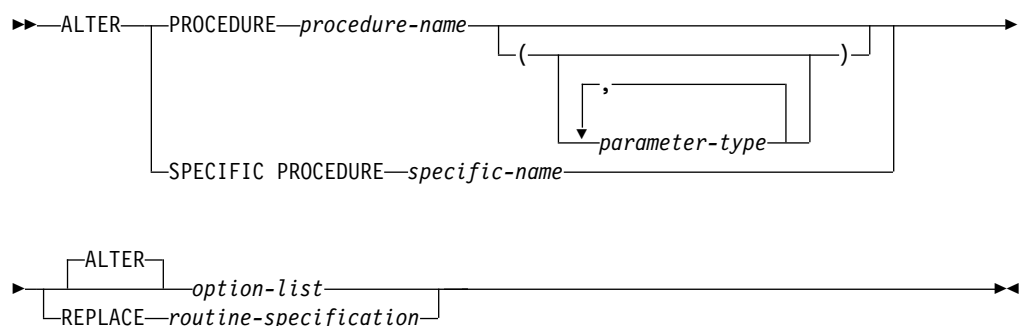 ALTER PROCEDURE procedure-name
( )
,
parameter-type
SPECIFIC PROCEDURE specific-name
ALTER
option-list
REPLACE routine-specification